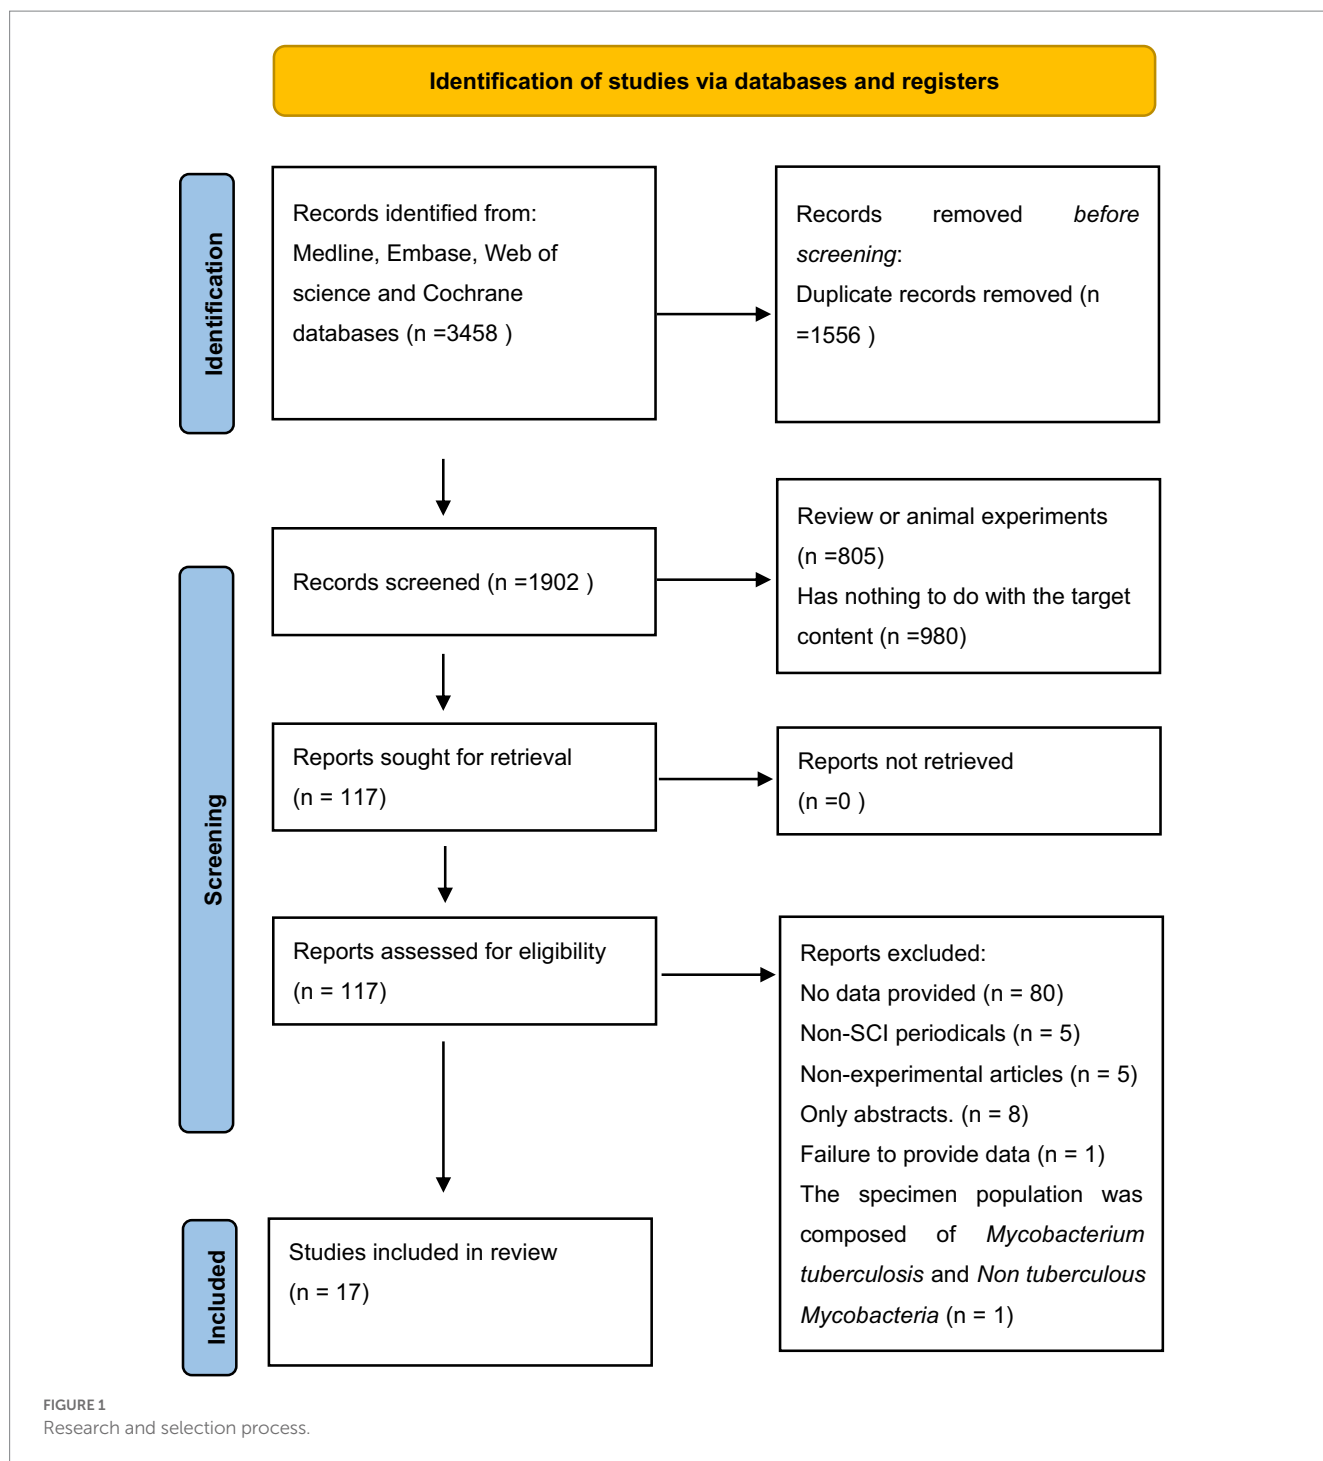 Identification of studies via databases and registers
Identification
Records identified from:
Medline, Embase, Web of
science and Cochrane
databases (n =3458 )
Records removed before
screening:
Duplicate records removed (n
=1556 )
Screening
Records screened (n =1902 )
Review or animal experiments
(n =805)
Has nothing to do with the target
content (n =980)
Reports sought for retrieval
(n = 117)
Reports not retrieved
(n =0 )
Reports assessed for eligibility
(n = 117)
Reports excluded:
No data provided (n = 80)
Non-SCI periodicals (n = 5)
Non-experimental articles (n = 5)
Only abstracts. (n = 8)
Failure to provide data (n = 1)
The specimen population was
composed of Mycobacterium
tuberculosis and Non tuberculous
Mycobacteria (n = 1)
Included
Studies included in review
(n = 17)
FIGURE 1
Research and selection process.